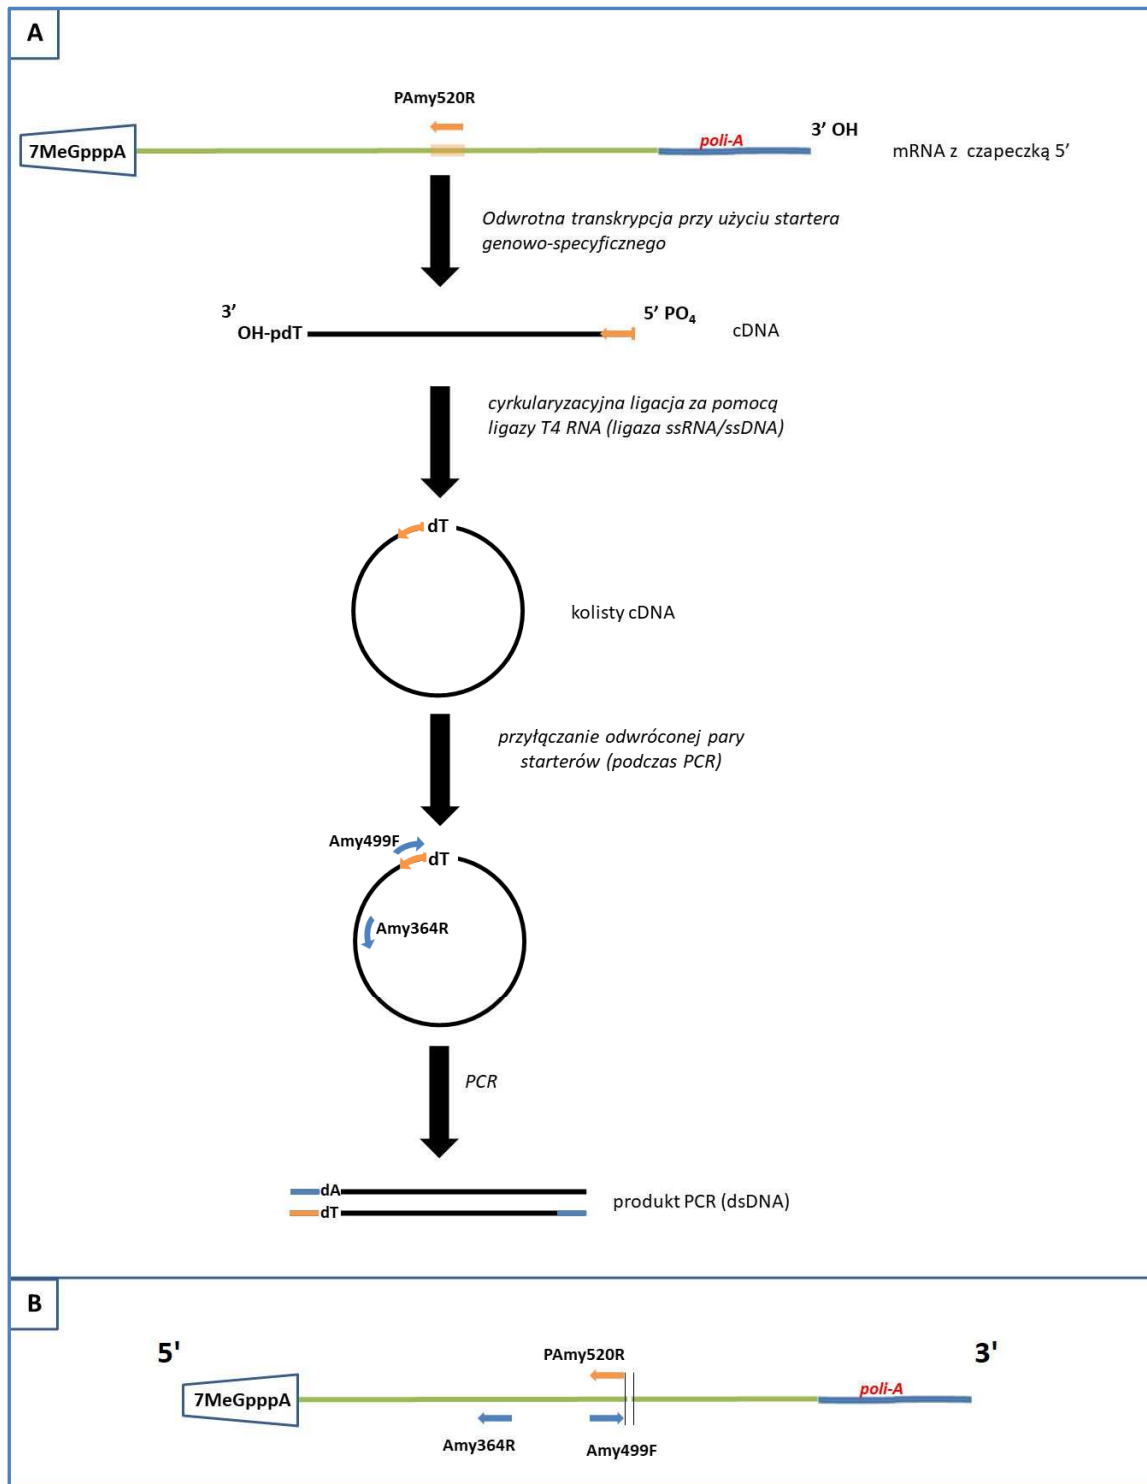 A
PAmy520R
7MeGpppA
poli-A
3’ OH
mRNA z czapeczką 5’
Odwrotna transkrypcja przy użyciu startera
genowo-specyficznego
3’
OH-pdT
5’ PO4
cDNA
cyrkularyzacyjna ligacja za pomocą
ligazy T4 RNA (ligaza ssRNA/ssDNA)
dT
kolisty cDNA
przyłączanie odwróconej pary
starterów (podczas PCR)
Amy499F
dT
Amy364R
PCR
dA
dT
produkt PCR (dsDNA)
B
5'
3'
PAmy520R
7MeGpppA
poli-A
Amy364R
Amy499F